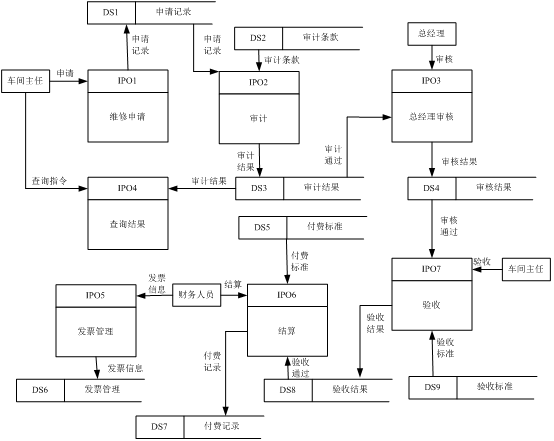 DS1 申请记录
申请
记录
申请
记录
DS2 审计条款
审计条款
总经理
审核
车间主任
申请
IPO1
维修申请
IPO2
审计
IPO3
总经理审核
审计
结果
审计
通过
审核结果
查询指令
IPO4
查询结果
审计结果
DS3 审计结果
DS4 审核结果
DS5 付费标准
付费
标准
审核
通过
IPO7
验收
验收
车间主任
发票
信息
财务人员
结算
IPO5
发票管理
IPO6
结算
验收
结果
验收
标准
发票信息
付费
记录
验收
通过
DS6 发票管理
DS8 验收结果
DS9 验收标准
DS7 付费记录